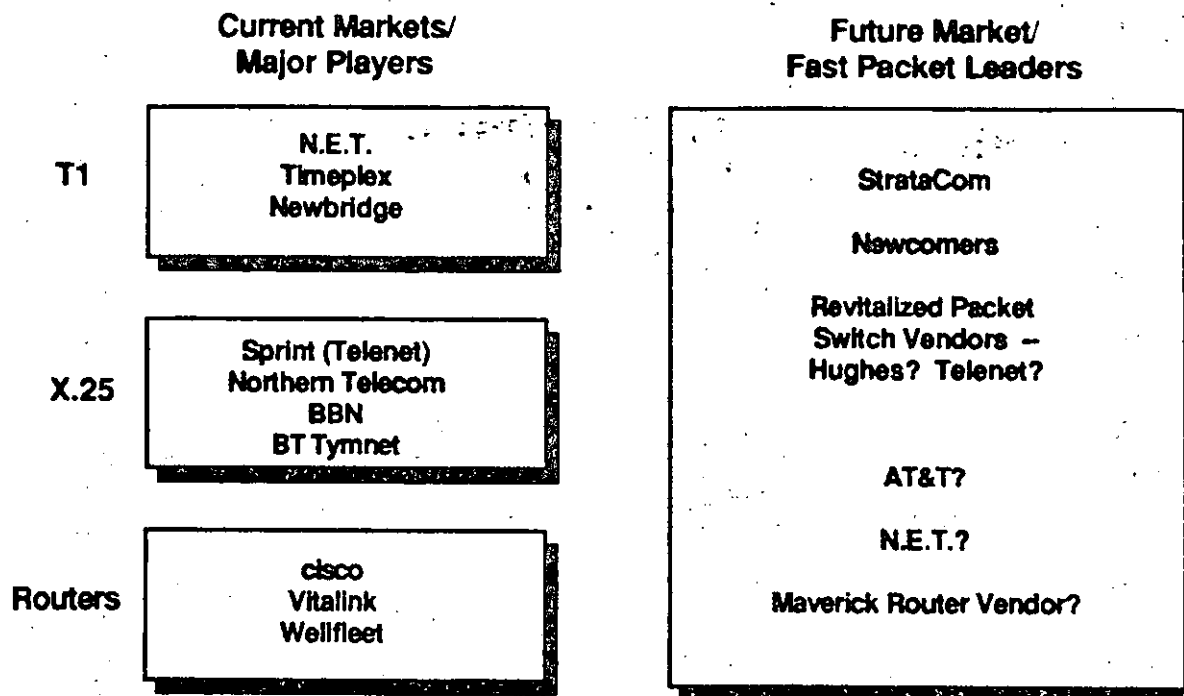 Current Markets/
Major Players
T1
N.E.T.
Timeplex
Newbridge
X.25
Sprint (Telenet)
Northern Telecom
BBN
BT Tymnet
Routers
cisco
Vitalink
Wellfleet
Future Market/
Fast Packet Leaders
StrataCom
Newcomers
Revitalized Packet
Switch Vendors –
Hughes? Telenet?
AT&T?
N.E.T.?
Maverick Router Vendor?